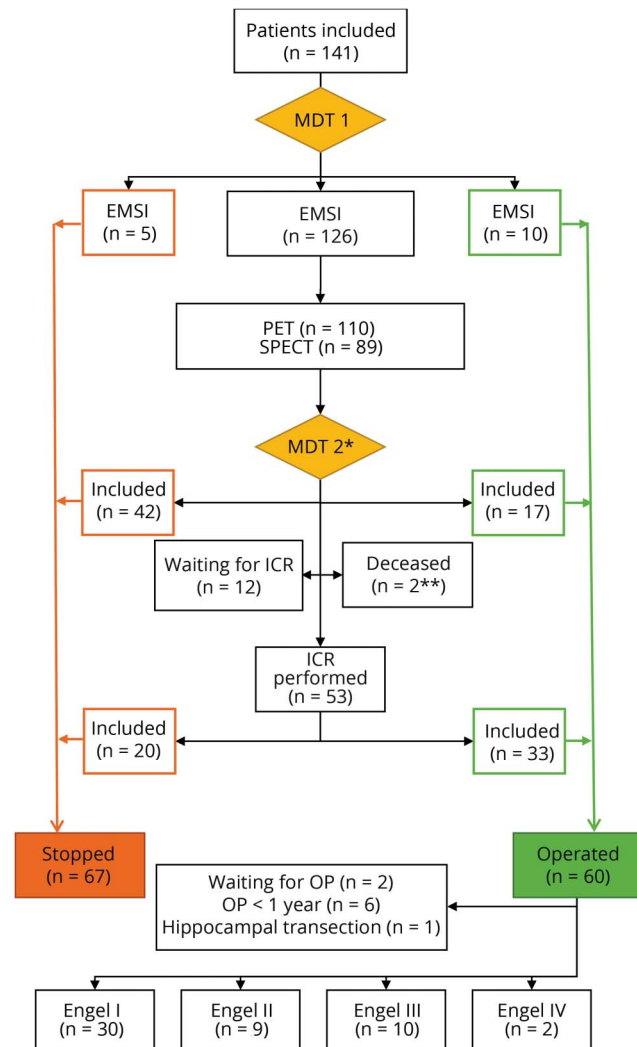 Patients included
(n = 141)
MDT 1
EMSI
(n = 5)
EMSI
(n = 126)
EMSI
(n = 10)
PET (n = 110)
SPECT (n = 89)
MDT 2*
Included
(n = 42)
Included
(n = 17)
Waiting for ICR
(n = 12)
Deceased
(n = 2**)
ICR
performed
(n = 53)
Included
(n = 20)
Included
(n = 33)
Stopped
(n = 67)
Operated
(n = 60)
Waiting for OP (n = 2)
OP < 1 year (n = 6)
Hippocampal transection (n = 1)
Engel I
(n = 30)
Engel II
(n = 9)
Engel III
(n = 10)
Engel IV
(n = 2)